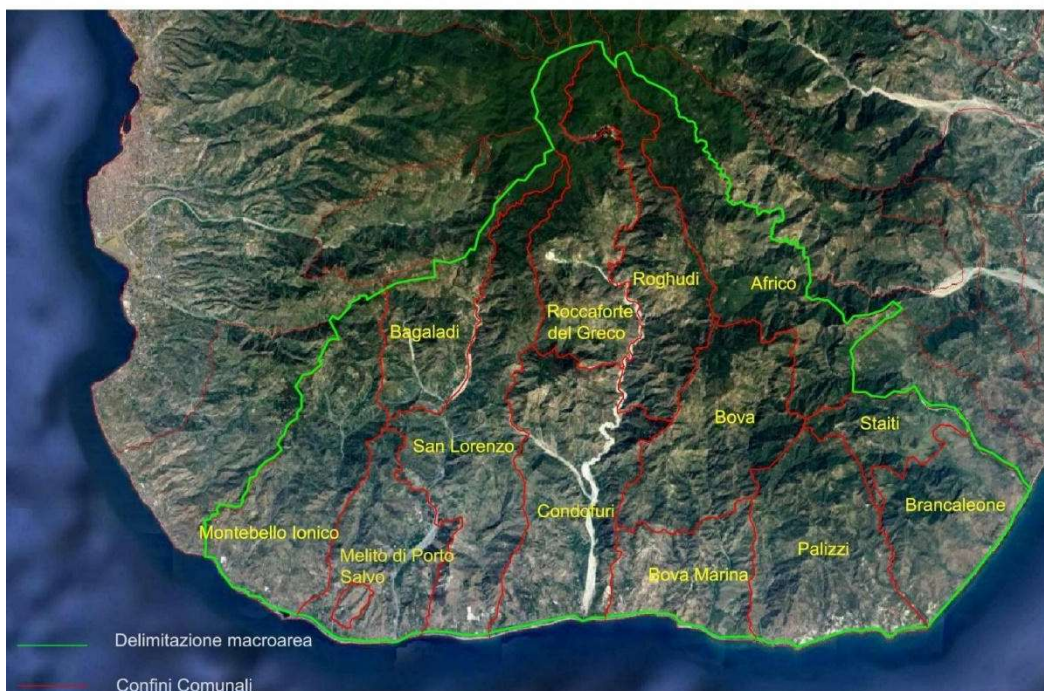 Roghudi
Africo
Roccaforte
del Greco
Bagaladi
Bova
Staiti
San Lorenzo
Brancaleone
Condofuri
Montebello Ionico
Palizzi
Melito di Porto
Salvo
Bova Marina
Delimitazione macroarea
Confini Comunali